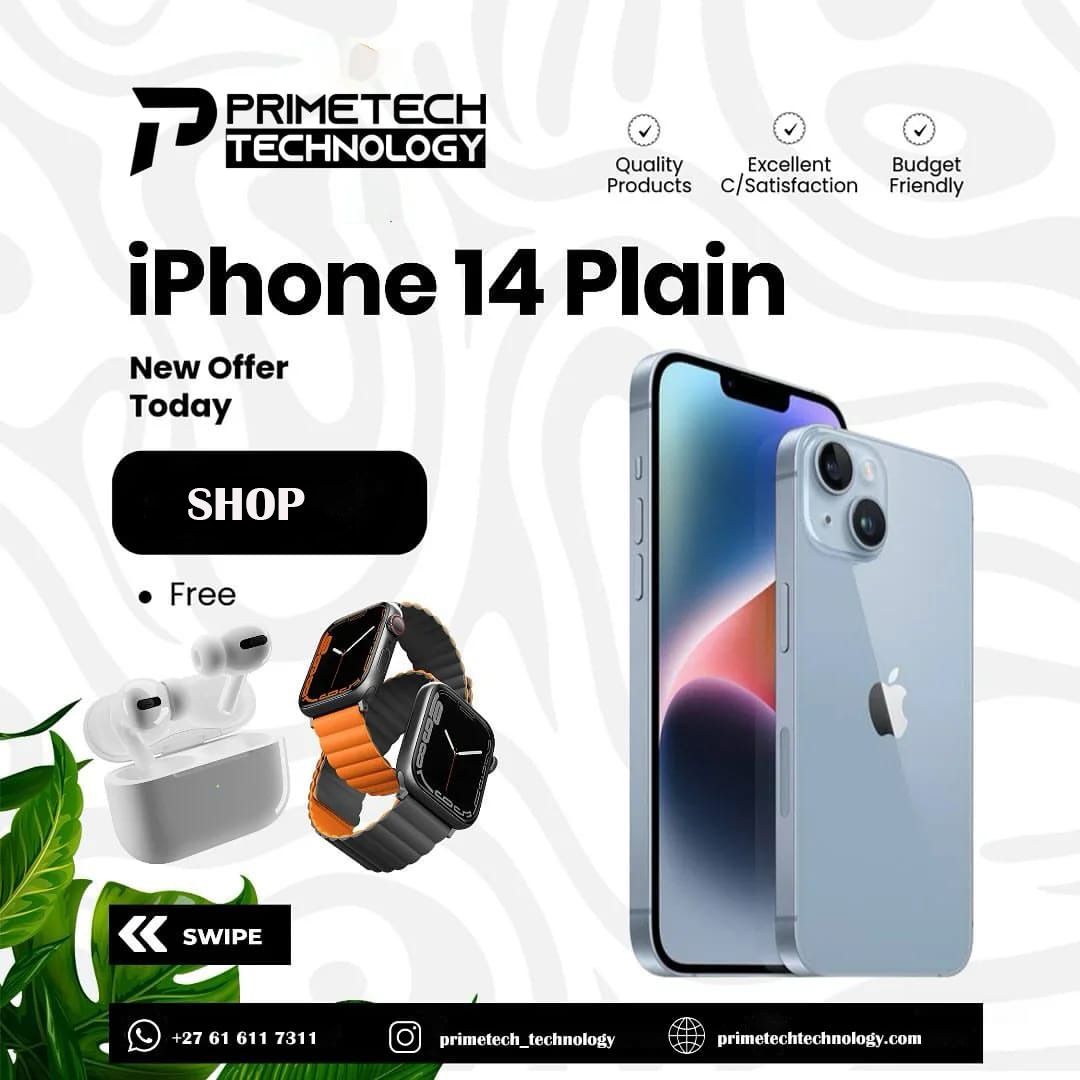 PRIMETECH
TECHNOLOGY
Quality
Products
Excellent
C/Satisfaction
Budget
Friendly
iPhone 14 Plain
New Offer
Today
SHOP
• Free
SWIPE
+27 61 611 7311
primetech_technology
primetechtechnology.com